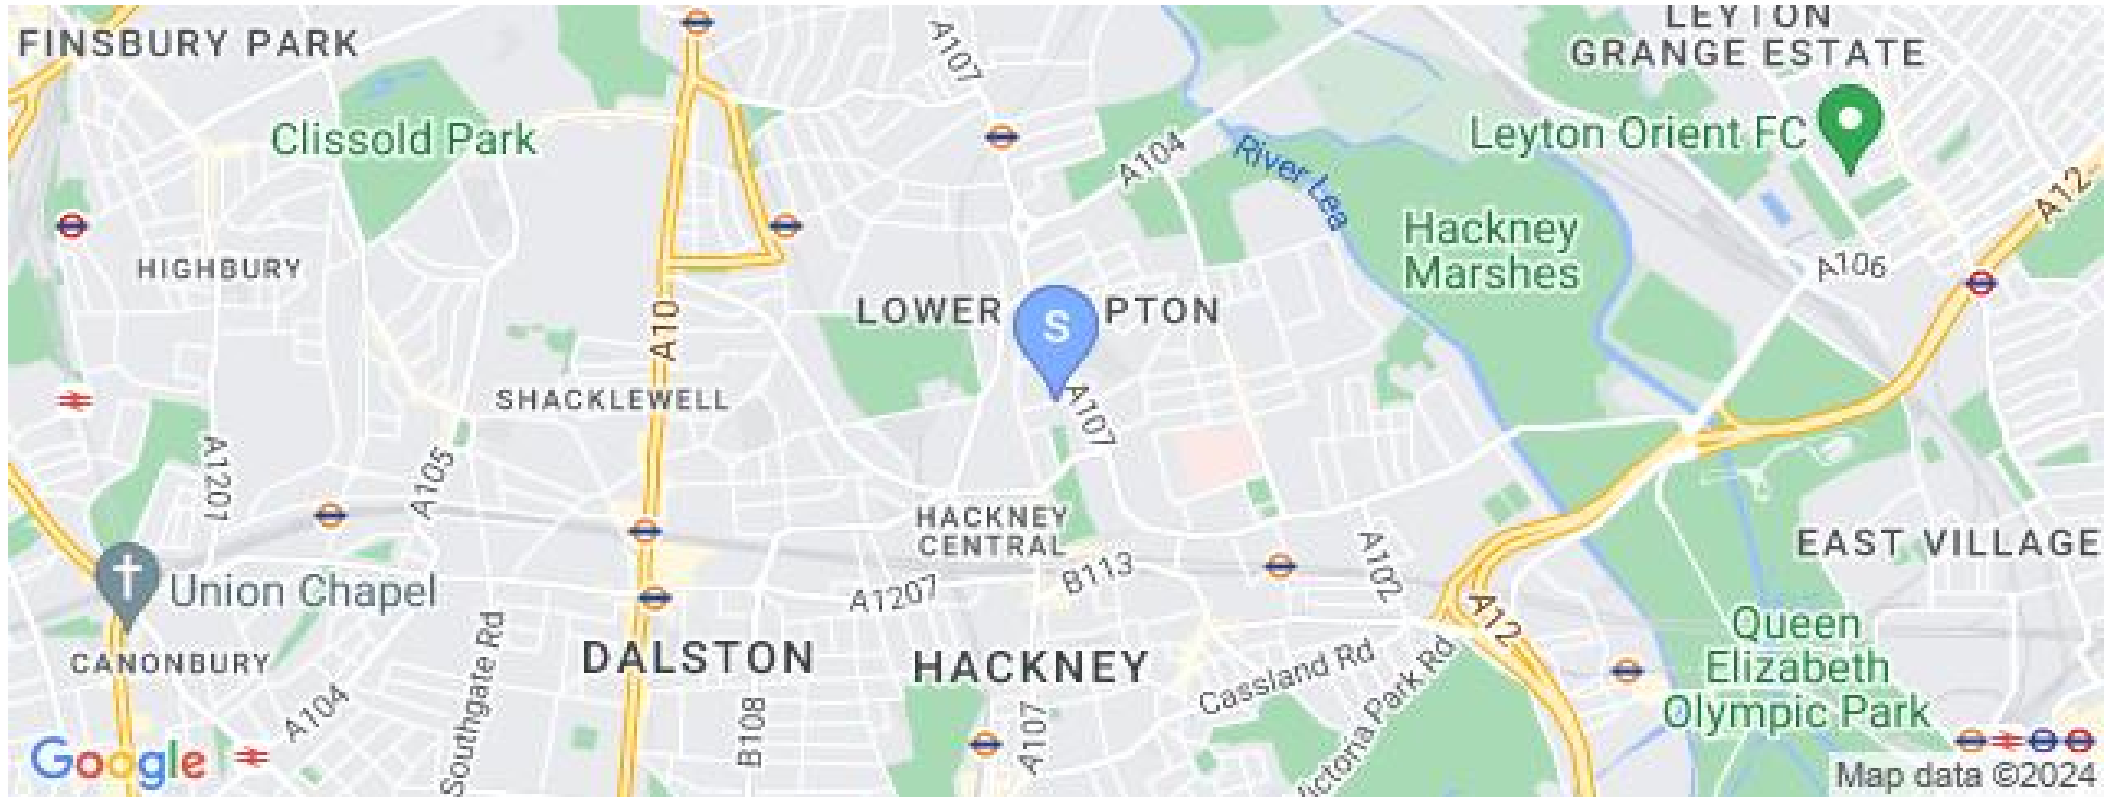 LEYTON
GRANGE ESTATE
FINSBURY PARK
A107
Clissold Park
Leyton Orient FC
A104
River Lea
A12
Hackney
Marshes
HIGHBURY
A106
LOWER
S
PTON
A10
SHACKLEWELL
A107
A1201
A105
HACKNEY
CENTRAL
A102
EAST VILLAGE
B113
Union Chapel
A1207
A12
Queen
Elizabeth
Olympic Park
DALSTON
HACKNEY
CANONBURY
Cassland Rd
ictoria Park Rd
Southgate Rd
A104
B108
A107
Google
Map data ©2024